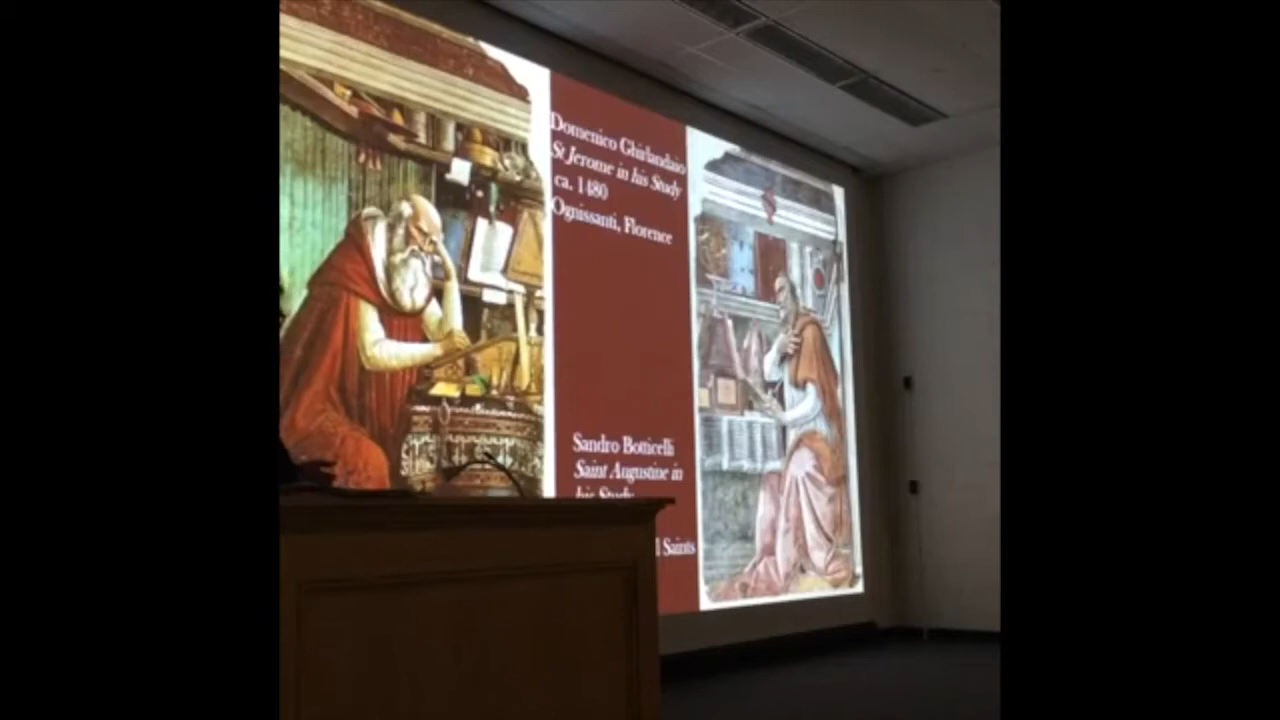 Domenico Ghirlandaio
St Jerome in his Study
ca. 1480
Ognissanti, Florence
Sandro Botticelli
Saint Augustine in
his Study
l Saints